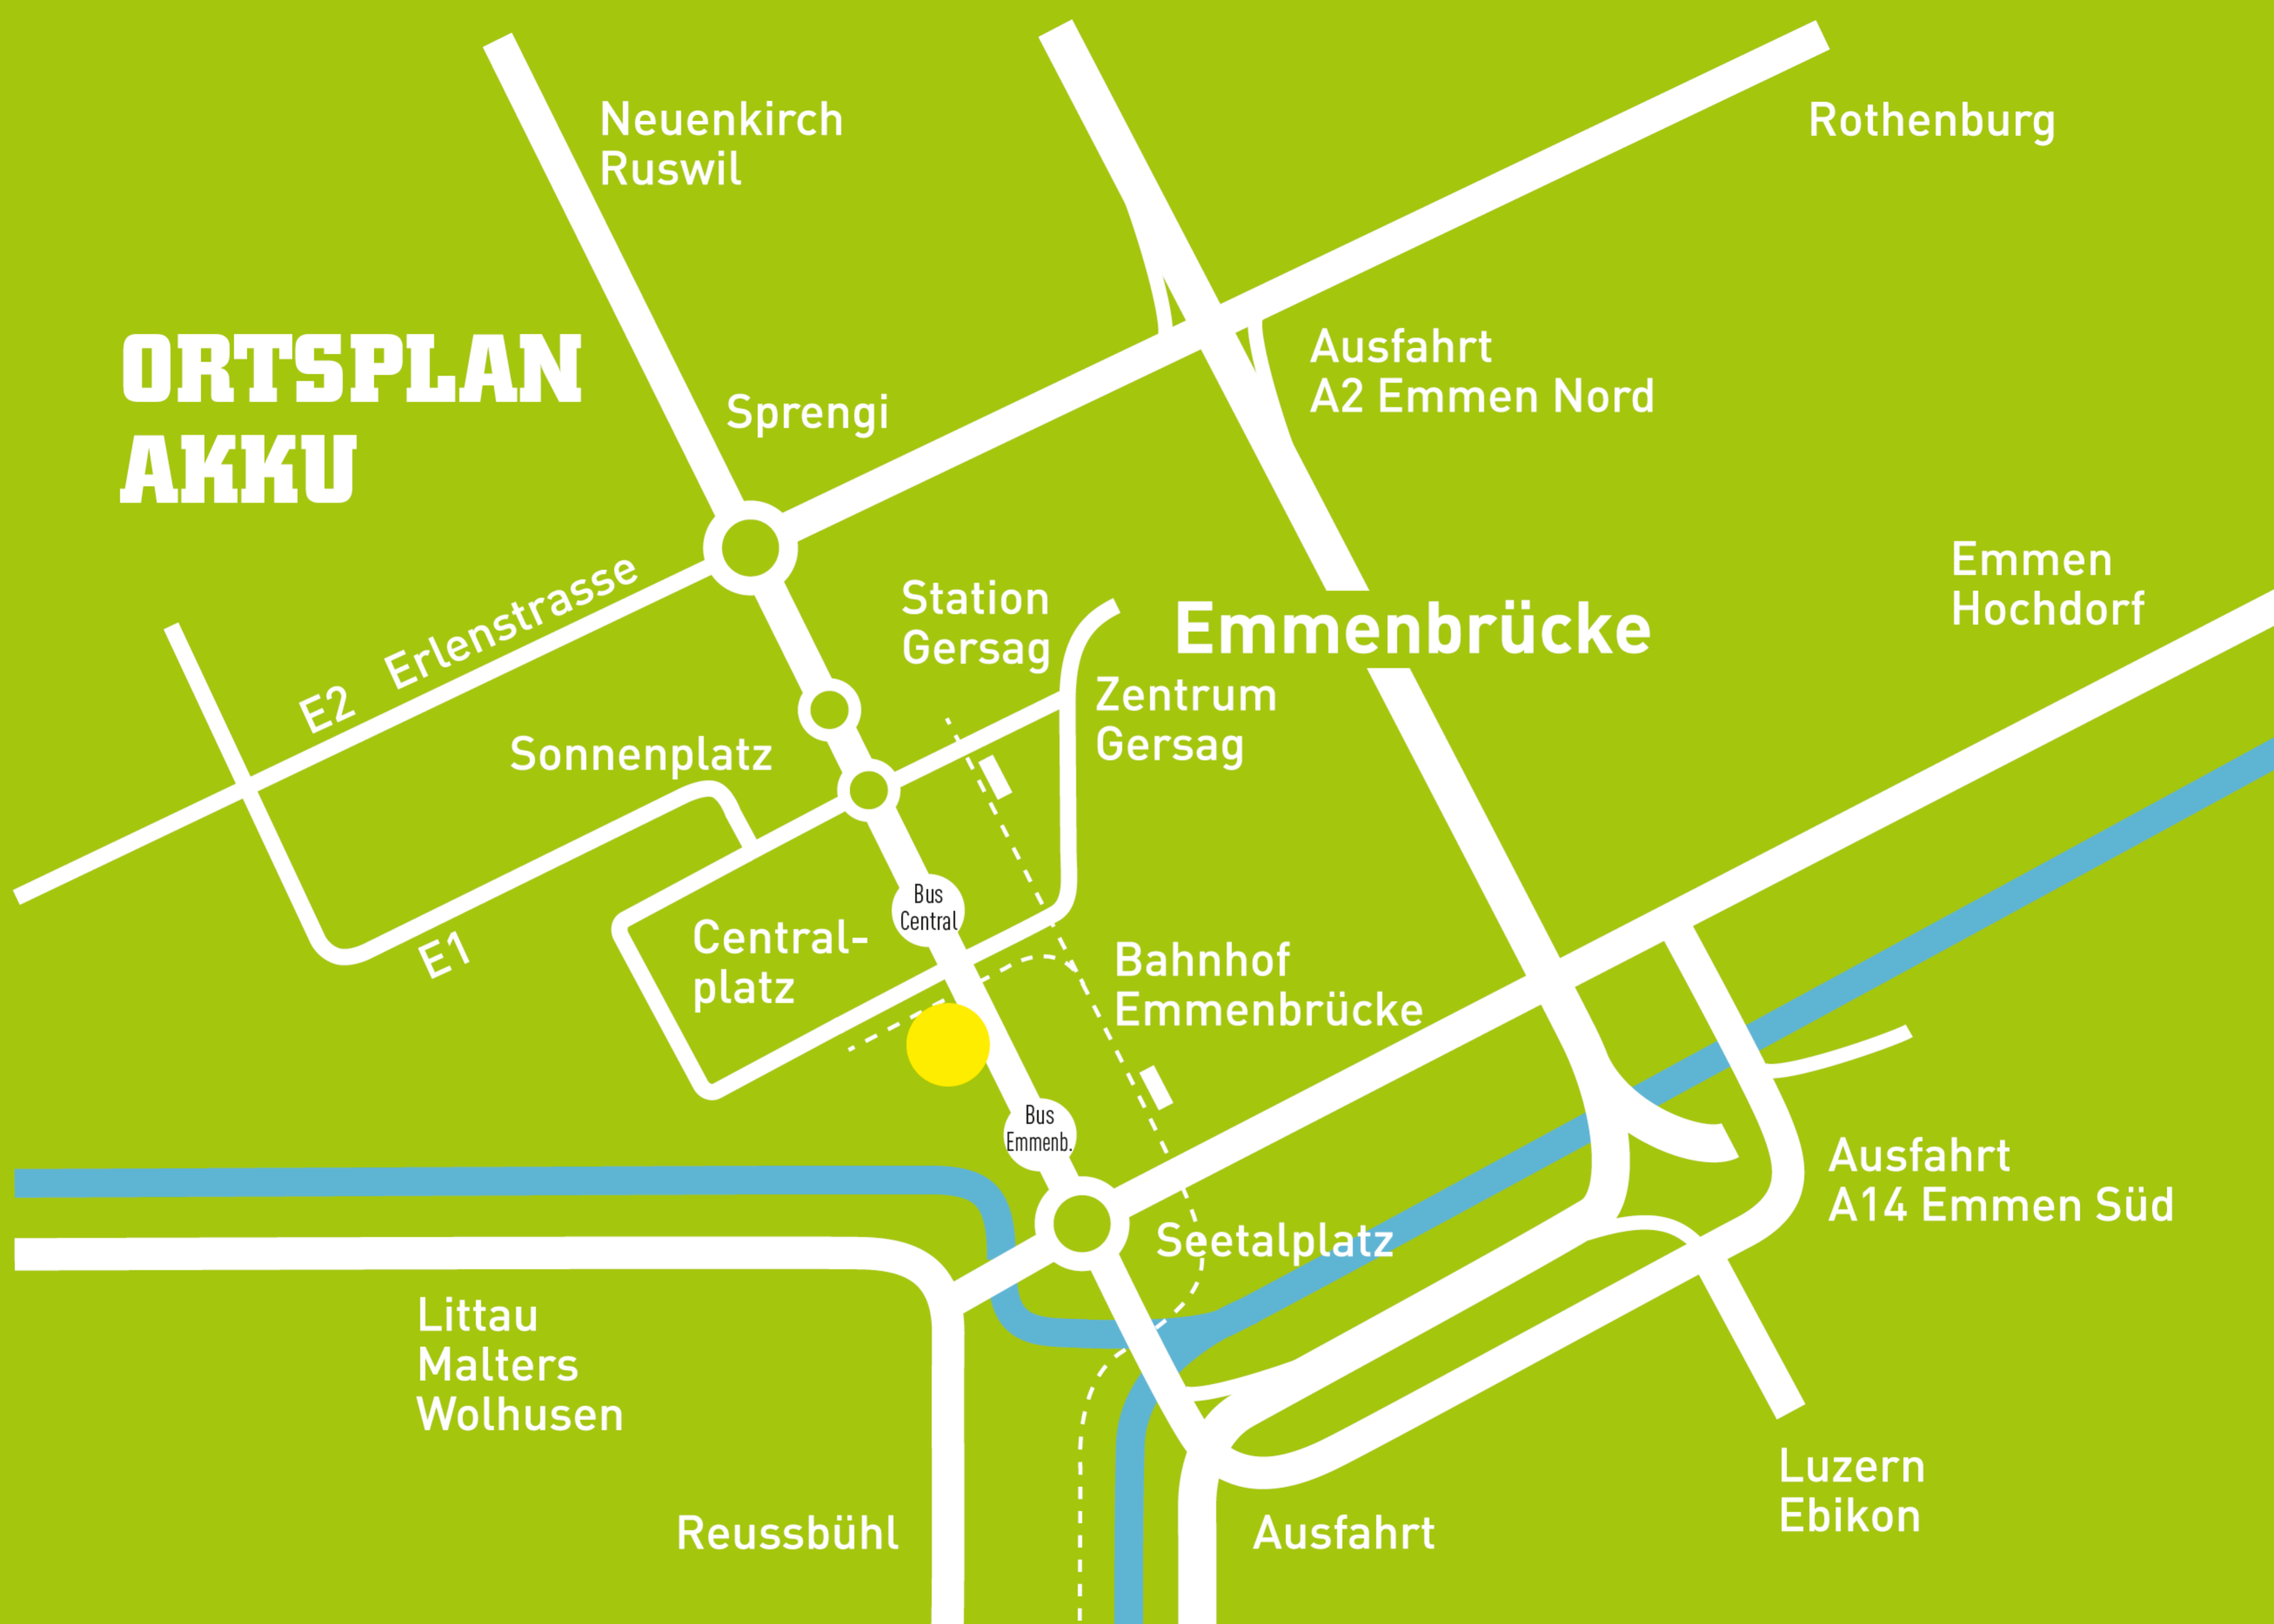 Neuenkirch
Ruswil
Rothenburg
ORTSPLAN
AKKU
Sprengi
Ausfahrt
A2 Emmen Nord
Emmen
Hochdorf
E2 Erlenstrasse
Station
Gersag
Emmenbrücke
Zentrum
Gersag
Sonnenplatz
Bus
Central
E1
Central-
platz
Bahnhof
Emmenbrücke
Bus
Emmenb.
Ausfahrt
A14 Emmen Süd
Seetalplatz
Littau
Malters
Wolhusen
Luzern
Ebikon
Reussbühl
Ausfahrt